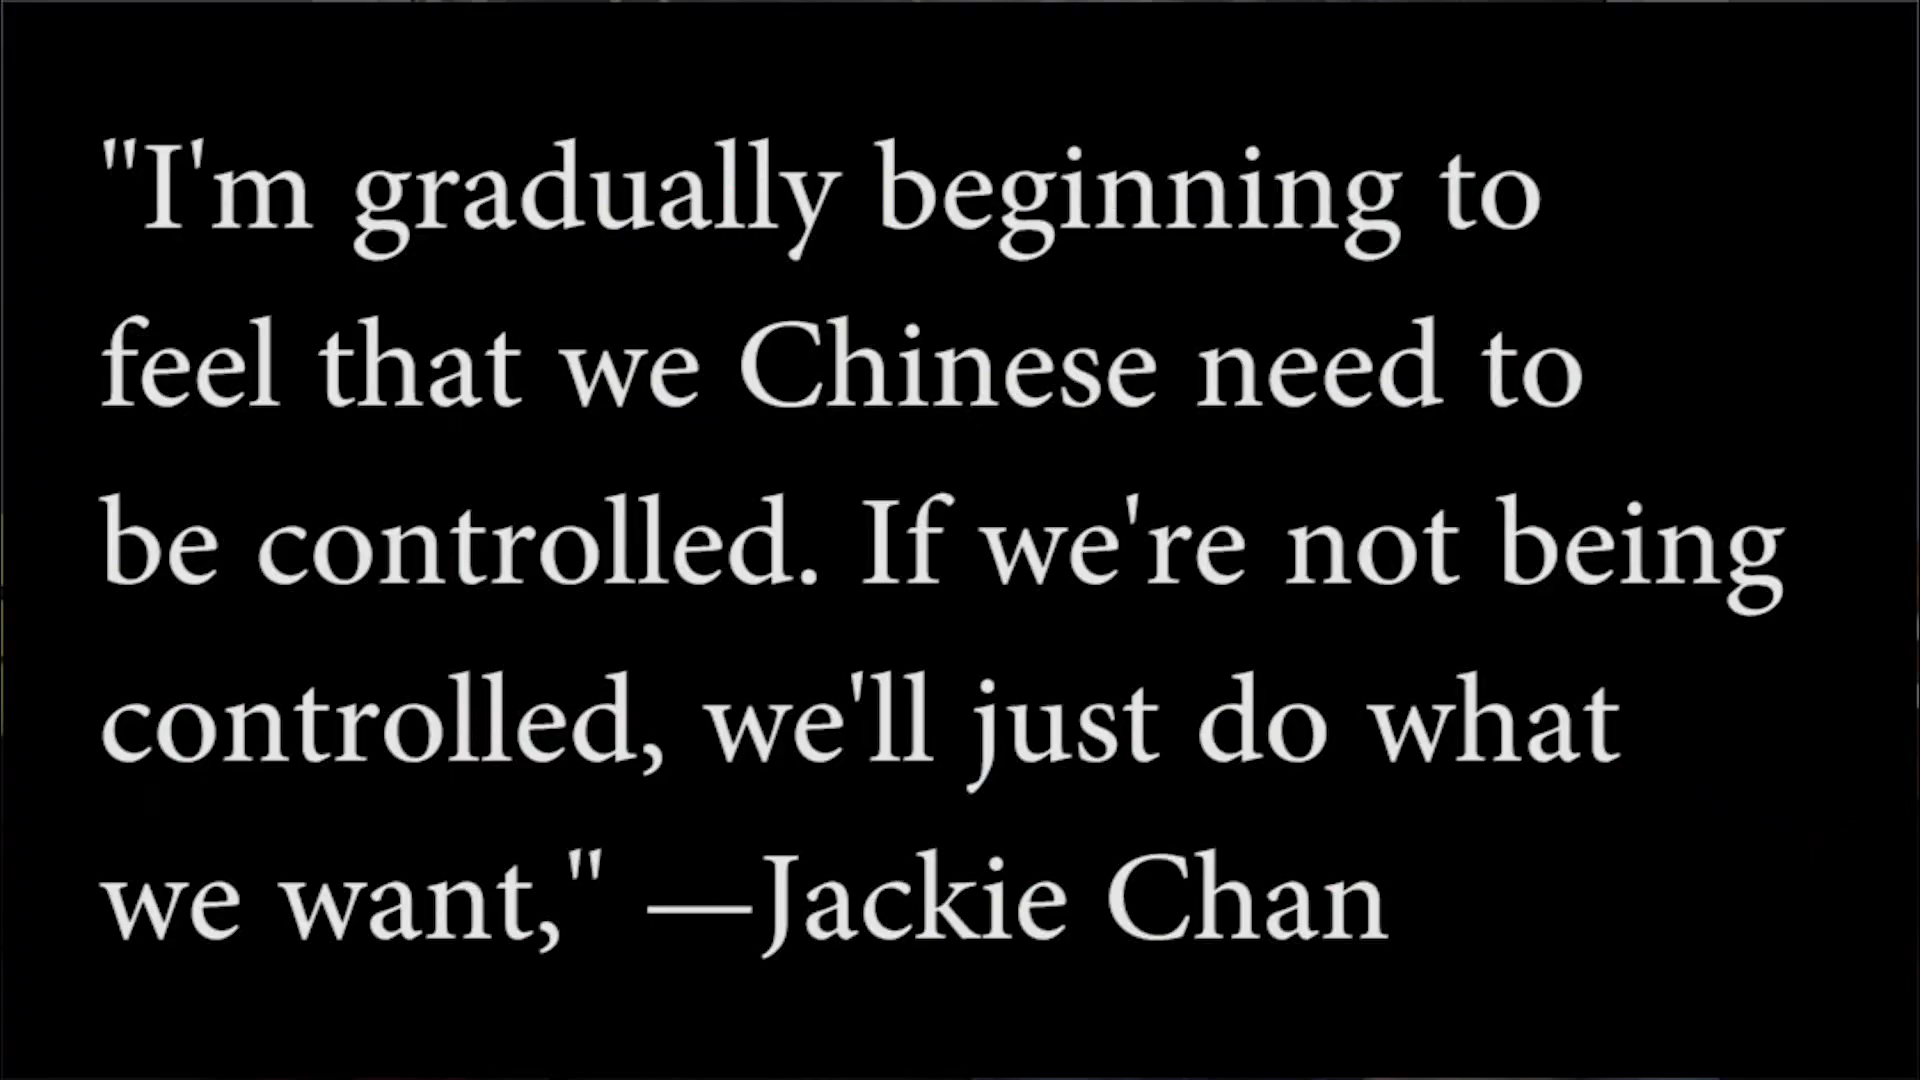 "I'm gradually beginning to
feel that we Chinese need to
be controlled. If we're not being
controlled, we'll just do what
we want," —Jackie Chan